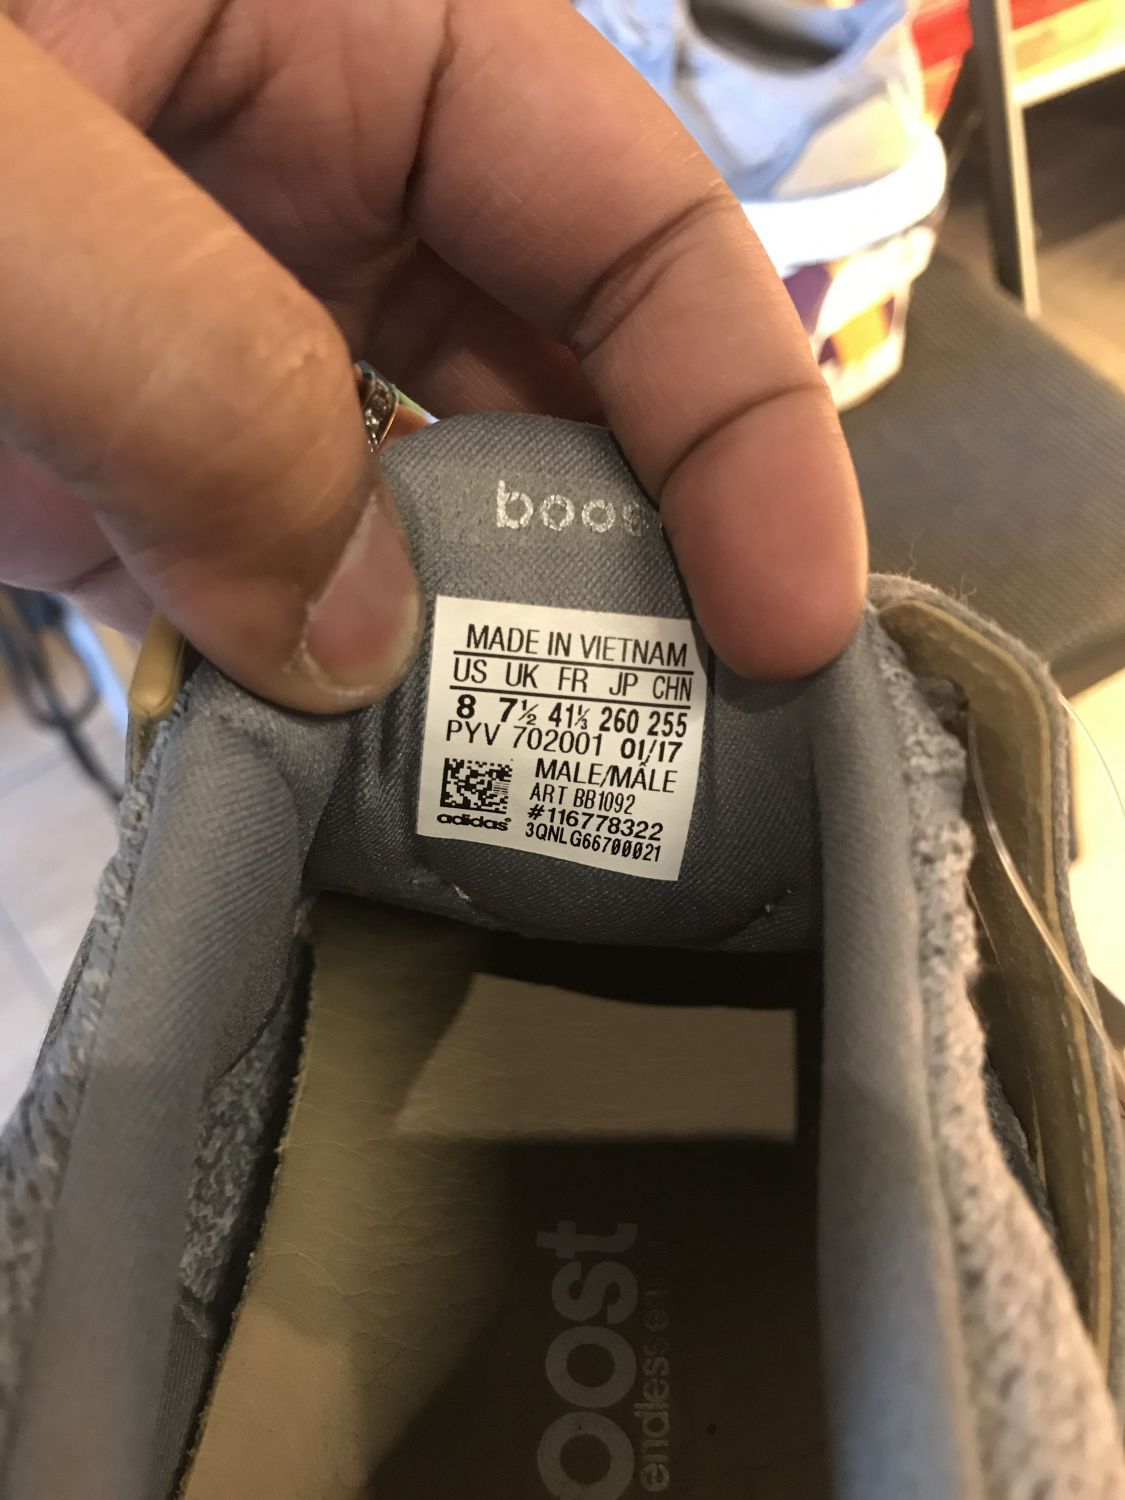 boos
MADE IN VIETNAM
US UK FR JP CHN
8 7½ 41⅓ 260 255
PYV 702001 01/17
MALE/MÂLE
ART BB1092
#116778322
adidas
3QNLG66700021
oost
endless